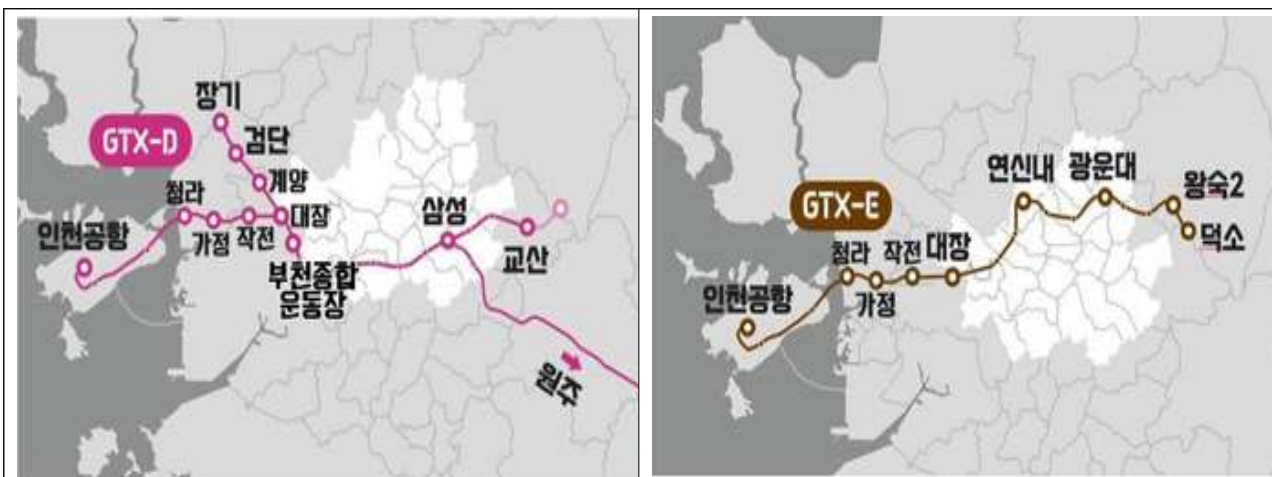 장기
GTX-D
검단
계양
청라
대장
가정
작전
인천공항
부천종합
운동장
삼성
교산
원주
GTX-E
연신내
광운대
왕숙2
덕소
청라
작전
대장
가정
인천공항